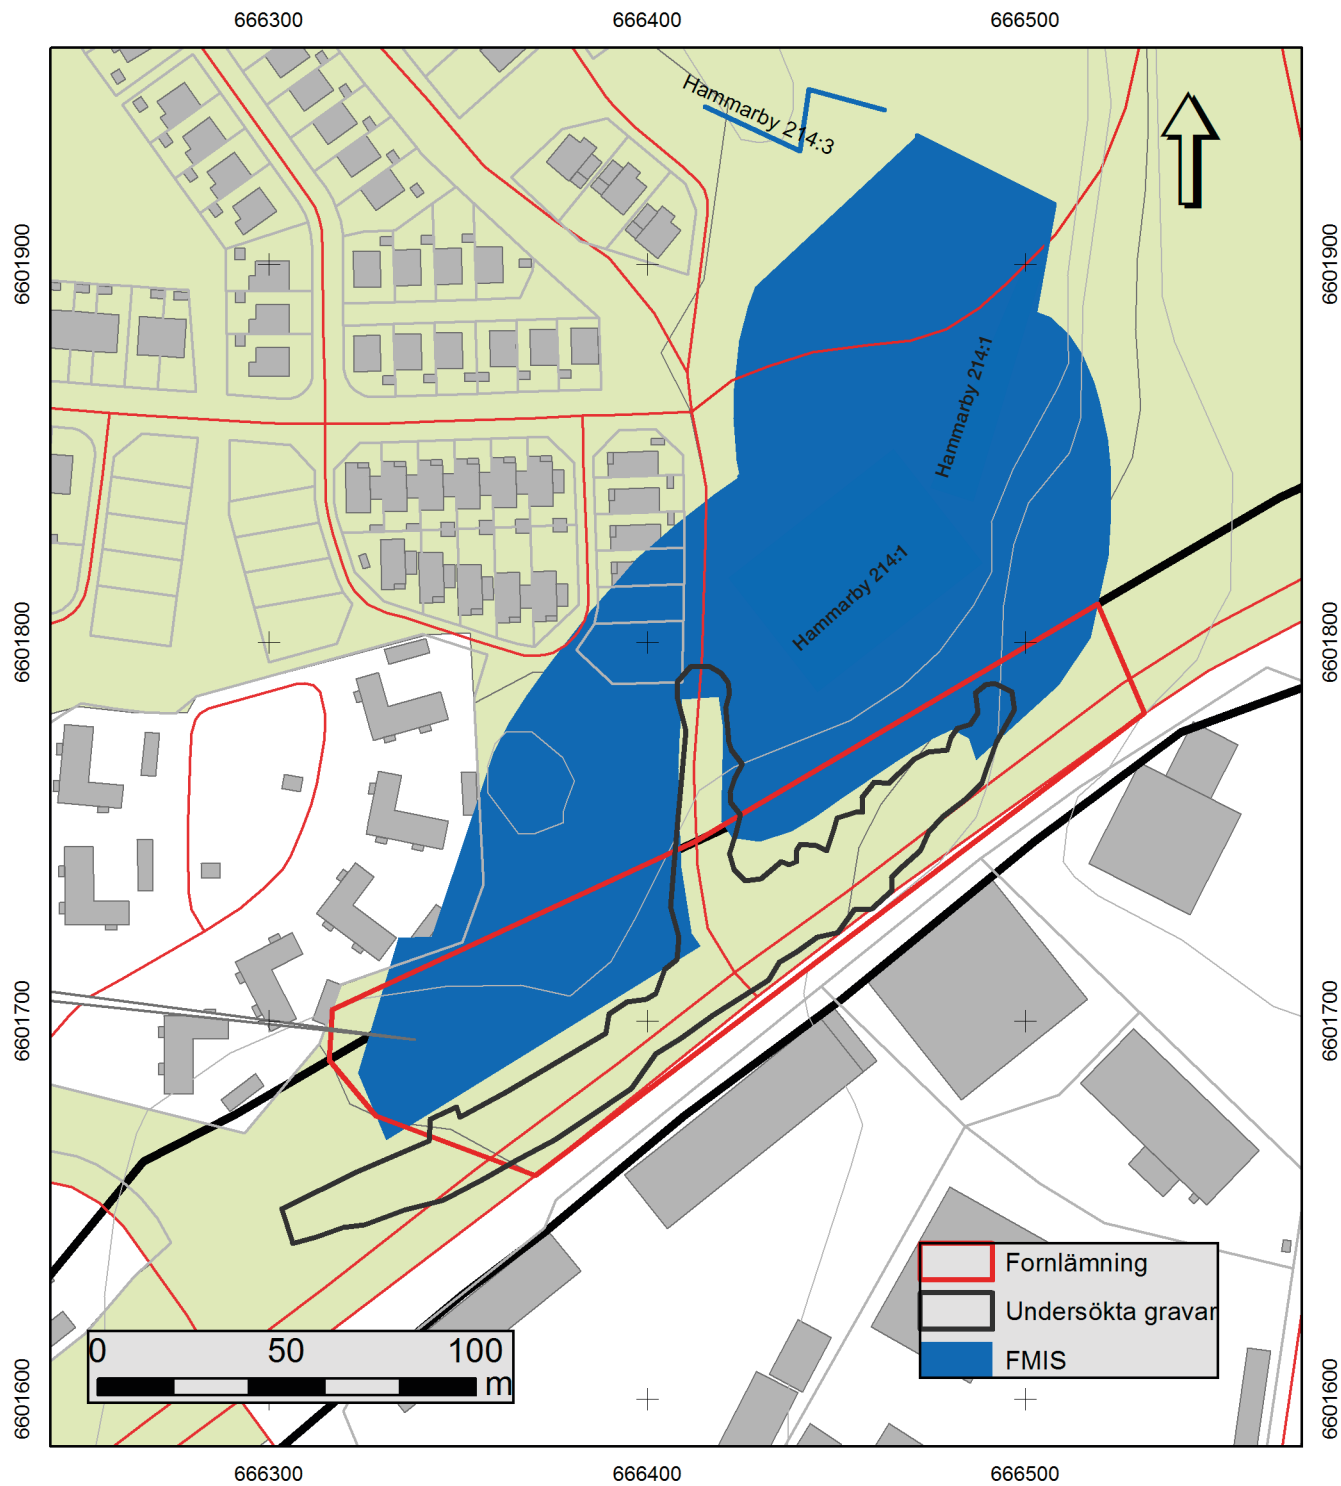 666300 666400 666500
Hammarby 214:3
6601900 6601900
Hammarby 214:1
Hammarby 214:1
6601800 6601800
6601700 6601700
Fornlämning
Undersökta gravar
FMIS
0 50 100
m
6601600 6601600
666300 666400 666500